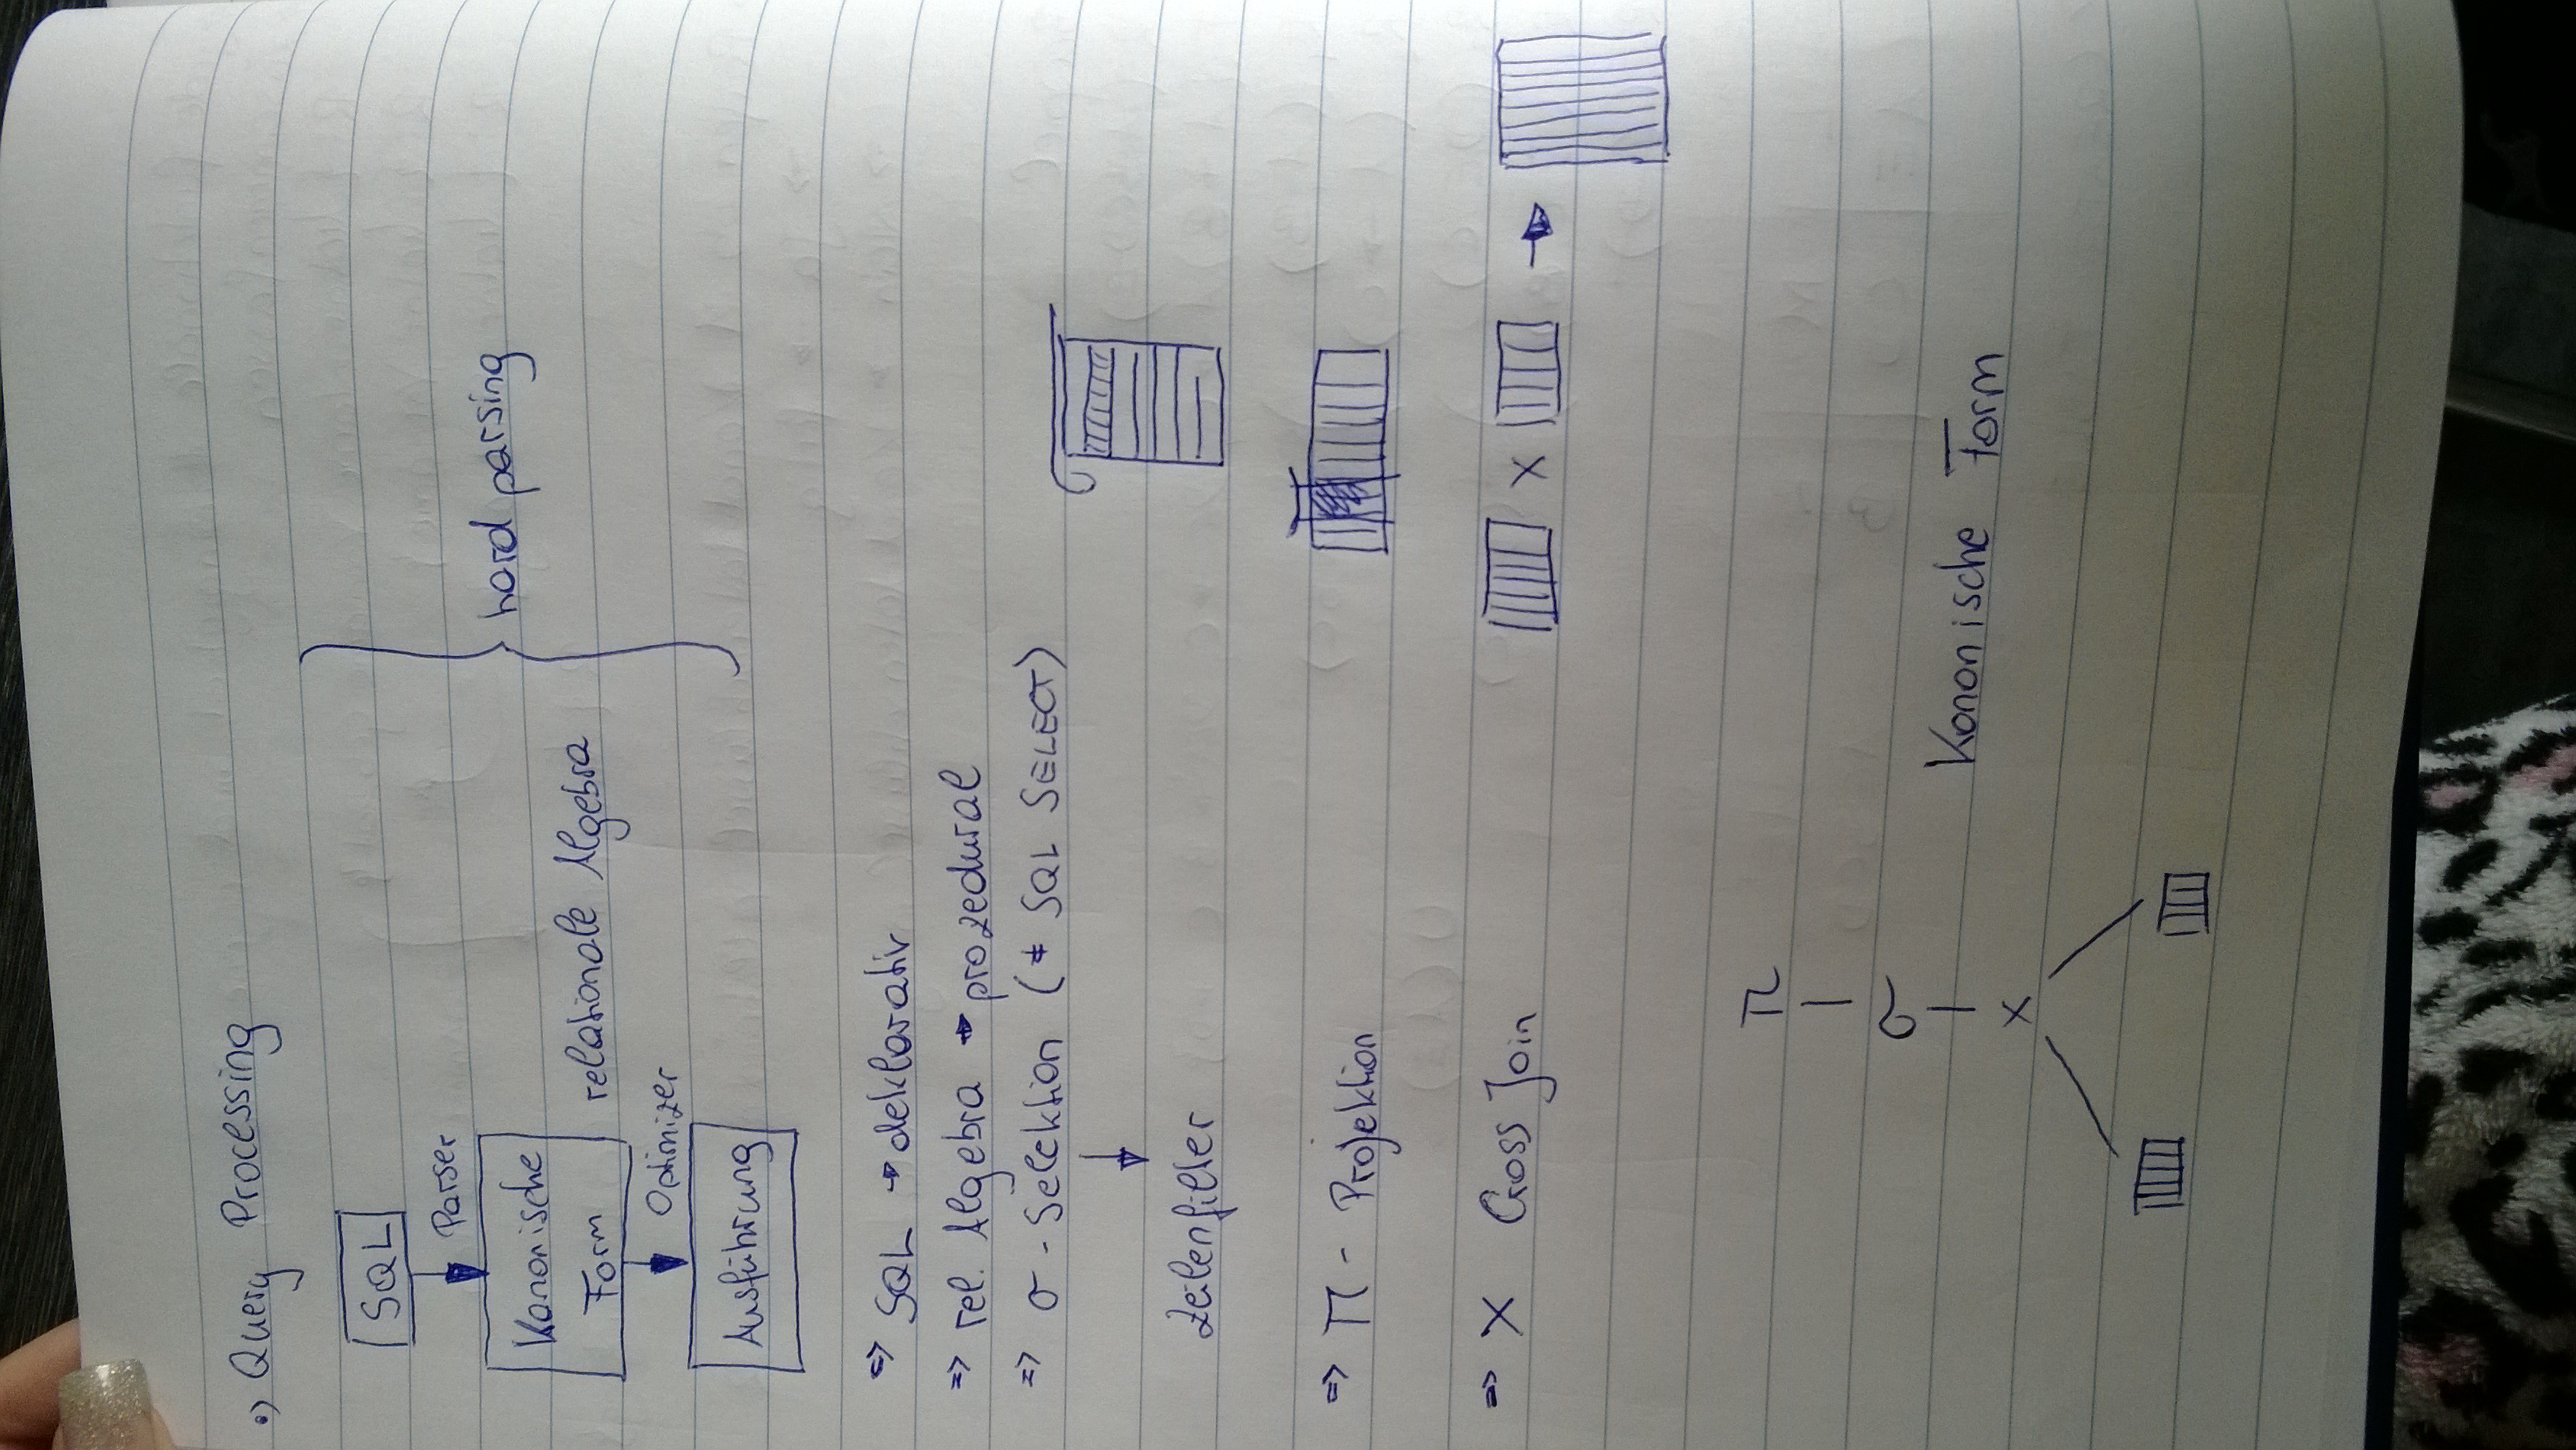 •) Query Processing
SQL
Parser
Kanonische
Form
relationale Algebra
hard parsing
Optimizer
Ausführung
=> SQL → deklarativ
=> rel. Algebra → prozedural
=> σ - Selektion (≠ SQL SELECT)
↓
Zeilenfilter
=> π - Projektion
=> X Cross Join
X →
π
σ
X
Kanonische Form